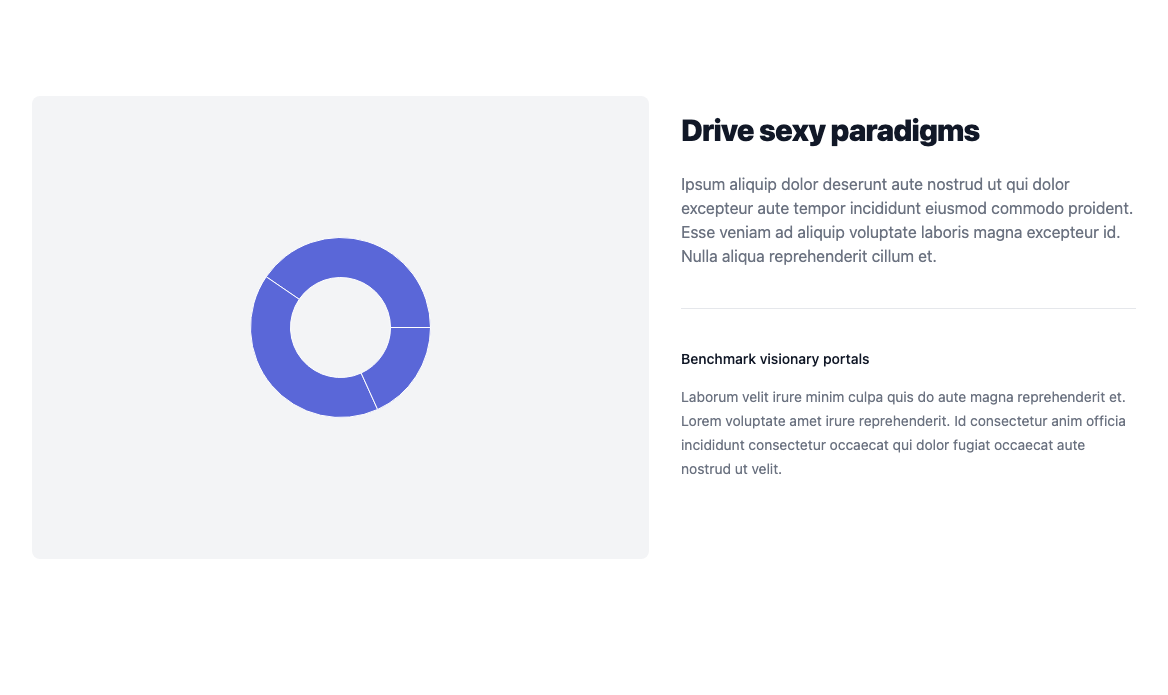 Drive sexy paradigms
Ipsum aliquip dolor deserunt aute nostrud ut qui dolor
excepteur aute tempor incididunt eiusmod commodo proident.
Esse veniam ad aliquip voluptate laboris magna excepteur id.
Nulla aliqua reprehenderit cillum et.
Benchmark visionary portals
Laborum velit irure minim culpa quis do aute magna reprehenderit et.
Lorem voluptate amet irure reprehenderit. Id consectetur anim officia
incididunt consectetur occaecat qui dolor fugiat occaecat aute
nostrud ut velit.